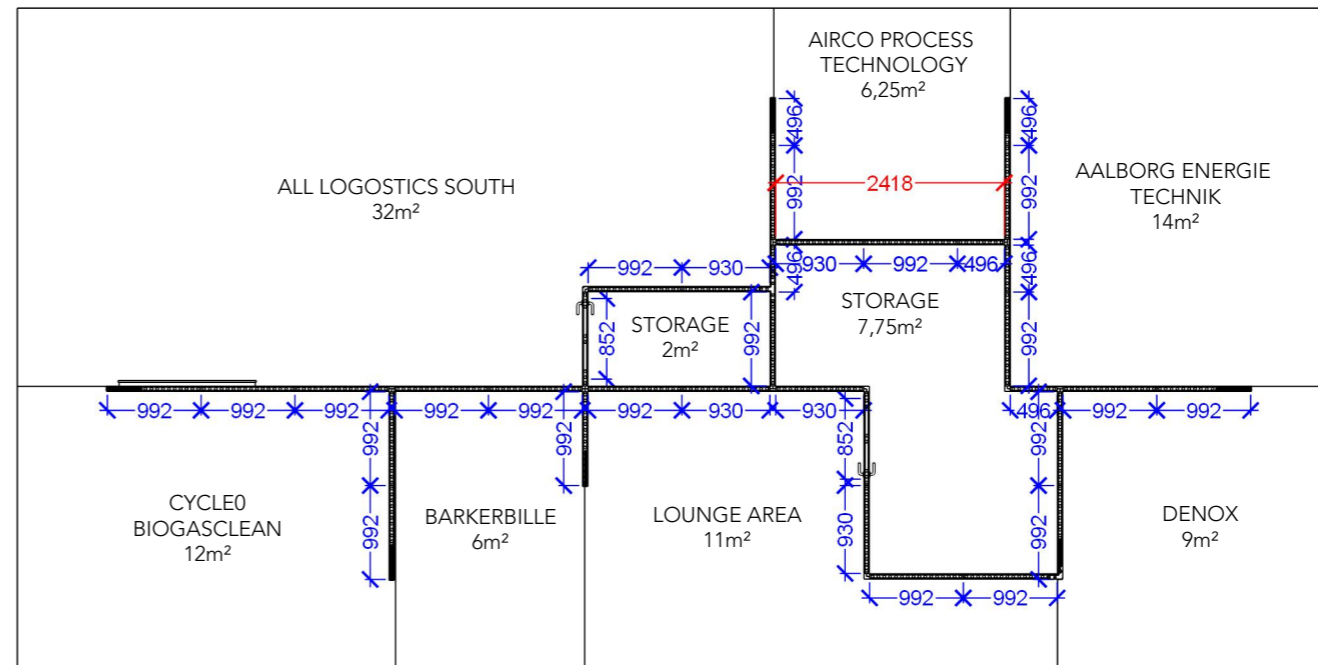 AIRCO PROCESS
TECHNOLOGY
6,25m²
496
496
992
992
2418
ALL LOGOSTICS SOUTH
32m²
AALBORG ENERGIE
TECHNIK
14m²
992
930
496
930
992
496
496
STORAGE
2m²
852
992
STORAGE
7,75m²
992
992
992
992
992
992
992
930
930
496
992
992
992
992
852
992
CYCLE0
BIOGASCLEAN
12m²
992
BARKERBILLE
6m²
LOUNGE AREA
11m²
930
992
DENOX
9m²
992
992